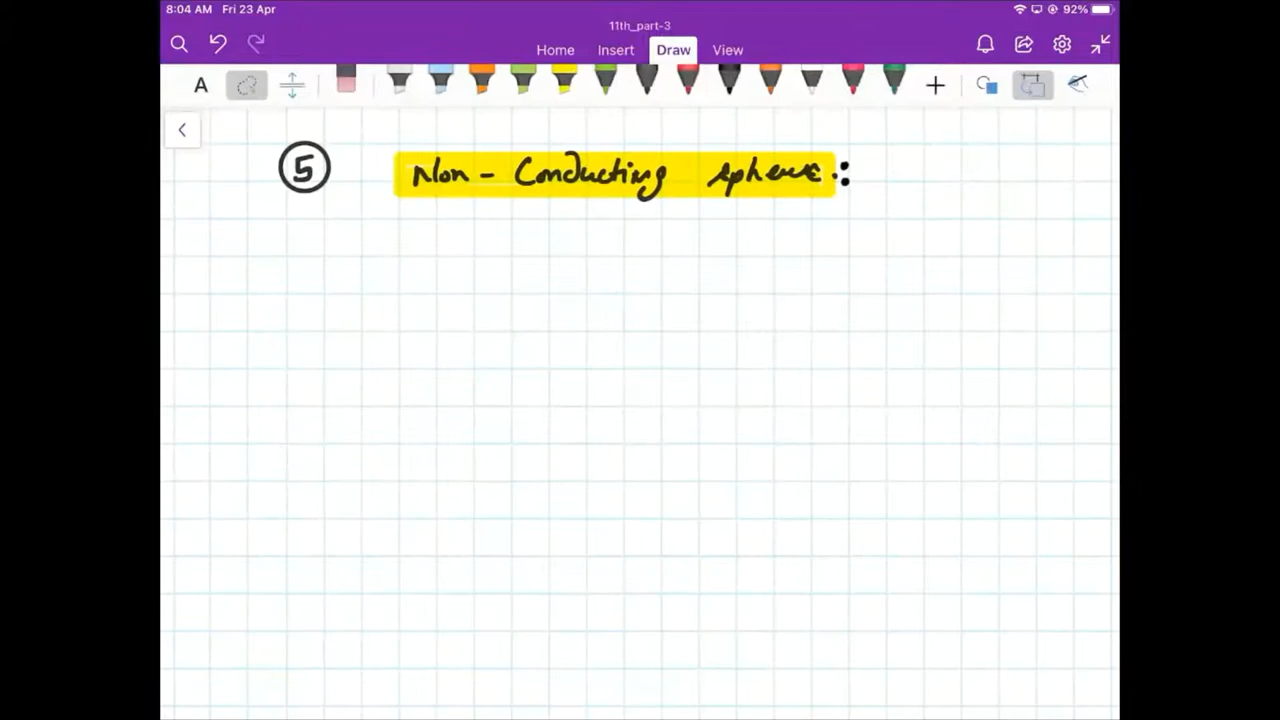 8:04 AM Fri 23 Apr 92%
11th_part-3
Home Insert Draw View
A
5 Non-Conducting sphere: